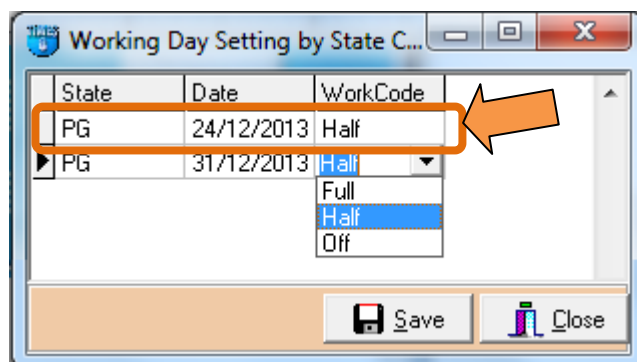 Working Day Setting by State C...
State Date WorkCode
PG 24/12/2013 Half
PG 31/12/2013 Half
Full
Half
Off
Save Close